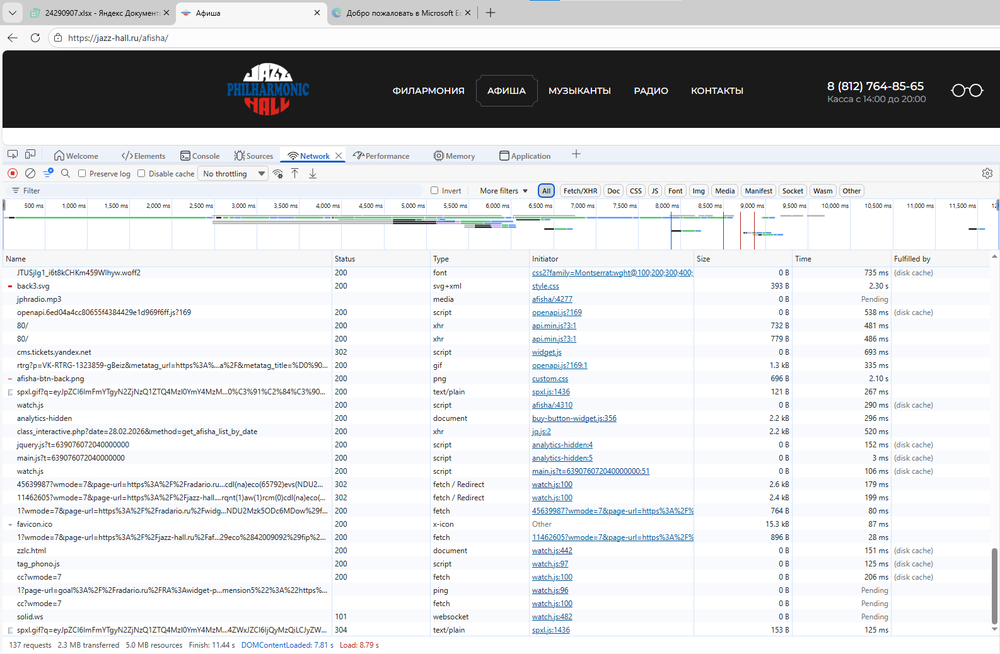 24290907.xlsx - Яндекс Документ
Афиша
Добро пожаловать в Microsoft Ed
https://jazz-hall.ru/afisha/
JAZZ
PHILHARMONIC
HALL
ФИЛАРМОНИЯ
АФИША
МУЗЫКАНТЫ
РАДИО
КОНТАКТЫ
8 (812) 764-85-65
Касса с 14:00 до 20:00
Welcome Elements Console Sources Network Performance Memory Application
Preserve log Disable cache No throttling
Filter Invert More filters All Fetch/XHR Doc CSS JS Font Img Media Manifest Socket Wasm Other
500 ms 1,000 ms 1,500 ms 2,000 ms 2,500 ms 3,000 ms 3,500 ms 4,000 ms 4,500 ms 5,000 ms 5,500 ms 6,000 ms 6,500 ms 7,000 ms 7,500 ms 8,000 ms 8,500 ms 9,000 ms 9,500 ms 10,000 ms 10,500 ms 11,000 ms 11,500 ms
Name Status Type Initiator Size Time Fulfilled by
JTUSjIg1_i6t8kCHKm459Wlhyw.woff2 200 font css2?family=Montserrat:wght@100;200;300;400; 0 B 735 ms (disk cache)
back3.svg 200 svg+xml style.css 393 B 2.30 s
jphradio.mp3 media afisha/:4277 0 B Pending
openapi.6ed04a4cc80655f4384429e1d969f6ff.js?169 200 script openapi.js?169 0 B 538 ms (disk cache)
80/ 200 xhr api.min.js?3:1 732 B 481 ms
80/ 200 xhr api.min.js?3:1 779 B 486 ms
cms.tickets.yandex.net 302 script widget.js 0 B 693 ms
rtrg?p=VK-RTRG-1323859-gBeiz&metatag_url=https%3A%...a%2F&metatag_title=%D0%90... 200 gif openapi.js?169:1 1.3 kB 335 ms
afisha-btn-back.png 200 png custom.css 696 B 2.10 s
spxl.gif?q=eyJpZCI6ImFmYTgyN2ZjNzQ1ZTQ4MzI0YmY4MzM...0%C3%91%C2%84%C3%90... 200 text/plain spxl.js:1436 121 B 267 ms
watch.js 200 script afisha/:4310 0 B 290 ms (disk cache)
analytics-hidden 200 document buy-button-widget.js:356 2.2 kB 296 ms
class_interactive.php?date=28.02.2026&method=get_afisha_list_by_date 200 xhr jq.js:2 2.2 kB 520 ms
jquery.js?t=639076072040000000 200 script analytics-hidden:4 0 B 152 ms (disk cache)
main.js?t=639076072040000000 200 script analytics-hidden:5 0 B 3 ms (disk cache)
watch.js 200 script main.js?t=639076072040000000:51 0 B 106 ms (disk cache)
45639987?wmode=7&page-url=https%3A%2F%2Fradario.ru...cdl(na)eco(65792)evs(NDU2... 302 fetch / Redirect watch.js:100 2.6 kB 179 ms
11462605?wmode=7&page-url=https%3A%2F%2Fjazz-hall....rqnt(1)aw(1)rcm(0)cdl(na)eco(... 302 fetch / Redirect watch.js:100 2.4 kB 199 ms
1?wmode=7&page-url=https%3A%2F%2Fradario.ru%2Fwidg...NDU2Mzk5ODc6MDow%29f... 200 fetch 45639987?wmode=7&page-url=https%3A%2F% 764 B 80 ms
favicon.ico 200 x-icon Other 15.3 kB 87 ms
1?wmode=7&page-url=https%3A%2F%2Fjazz-hall.ru%2Faf...29eco%2842009092%29fip%2... 200 fetch 11462605?wmode=7&page-url=https%3A%2F% 896 B 28 ms
zzlc.html 200 document watch.js:442 0 B 151 ms (disk cache)
tag_phono.js 200 script watch.js:97 0 B 125 ms (disk cache)
cc?wmode=7 200 fetch watch.js:100 0 B 206 ms (disk cache)
1?page-url=goal%3A%2F%2Fradario.ru%2FRA%3Awidget-p...mension5%22%3A%22https%... ping watch.js:96 0 B Pending
cc?wmode=7 fetch watch.js:100 0 B Pending
solid.ws 101 websocket watch.js:482 0 B Pending
spxl.gif?q=eyJpZCI6ImFmYTgyN2ZjNzQ1ZTQ4MzI0YmY4MzM...4ZWxJZCI6IjQyMzQiLCJyZW... 304 text/plain spxl.js:1436 153 B 125 ms
137 requests 2.3 MB transferred 5.0 MB resources Finish: 11.44 s DOMContentLoaded: 7.81 s Load: 8.79 s